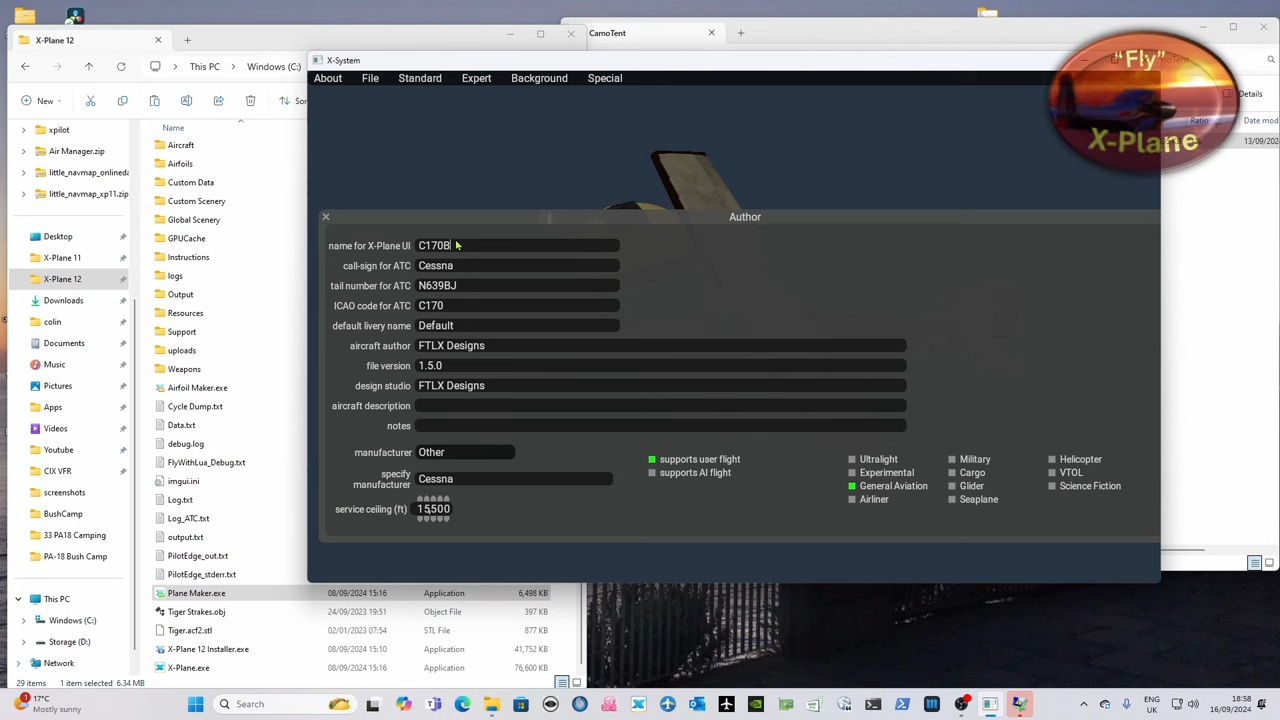 X-Plane 12
CamoTent
X-System
"Fly"
X-Plane
This PC
Windows (C:)
About
File
Standard
Expert
Background
Special
New
Details
xpilot
Air Manager.zip
little_navmap_onlineda
little_navmap_xp11.zip
Desktop
X-Plane 11
X-Plane 12
Downloads
colin
Documents
Music
Pictures
Apps
Videos
Youtube
CIX VFR
screenshots
BushCamp
33 PA18 Camping
PA-18 Bush Camp
This PC
Windows (C:)
Storage (D:)
Network
29 items
1 item selected 6.34 MB
Name
Aircraft
Airfoils
Custom Data
Custom Scenery
Global Scenery
GPUCache
Instructions
logs
Output
Resources
Support
uploads
Weapons
Airfoil Maker.exe
Cycle Dump.txt
Data.txt
debug.log
FlyWithLua_Debug.txt
imgui.ini
Log.txt
Log_ATC.txt
output.txt
PilotEdge_out.txt
PilotEdge_stderr.txt
Plane Maker.exe 08/09/2024 15:16 Application 6,498 KB
Tiger Strakes.obj 24/09/2023 19:51 Object File 397 KB
Tiger.acf2.stl 02/01/2023 07:54 STL File 877 KB
X-Plane 12 Installer.exe 08/09/2024 15:10 Application 41,752 KB
X-Plane.exe 08/09/2024 15:16 Application 76,600 KB
Author
name for X-Plane UI C170B
call-sign for ATC Cessna
tail number for ATC N639BJ
ICAO code for ATC C170
default livery name Default
aircraft author FTLX Designs
file version 1.5.0
design studio FTLX Designs
aircraft description
notes
manufacturer Other
specify
manufacturer Cessna
service ceiling (ft) 15,500
supports user flight
supports AI flight
Ultralight
Experimental
General Aviation
Airliner
Military
Cargo
Glider
Seaplane
Helicopter
VTOL
Science Fiction
Ratio
Date mod
13/09/202
17°C
Mostly sunny
Search
ENG
UK
18:58
16/09/2024